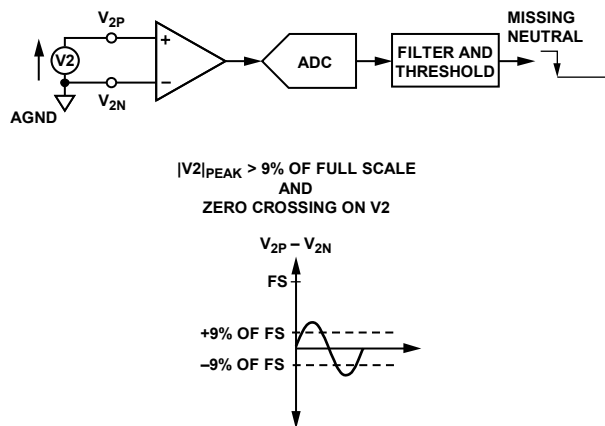 V2P
V2
V2N
AGND
+
−
ADC
FILTER AND
THRESHOLD
MISSING
NEUTRAL
|V2|PEAK > 9% OF FULL SCALE
AND
ZERO CROSSING ON V2
V2P – V2N
FS
+9% OF FS
–9% OF FS